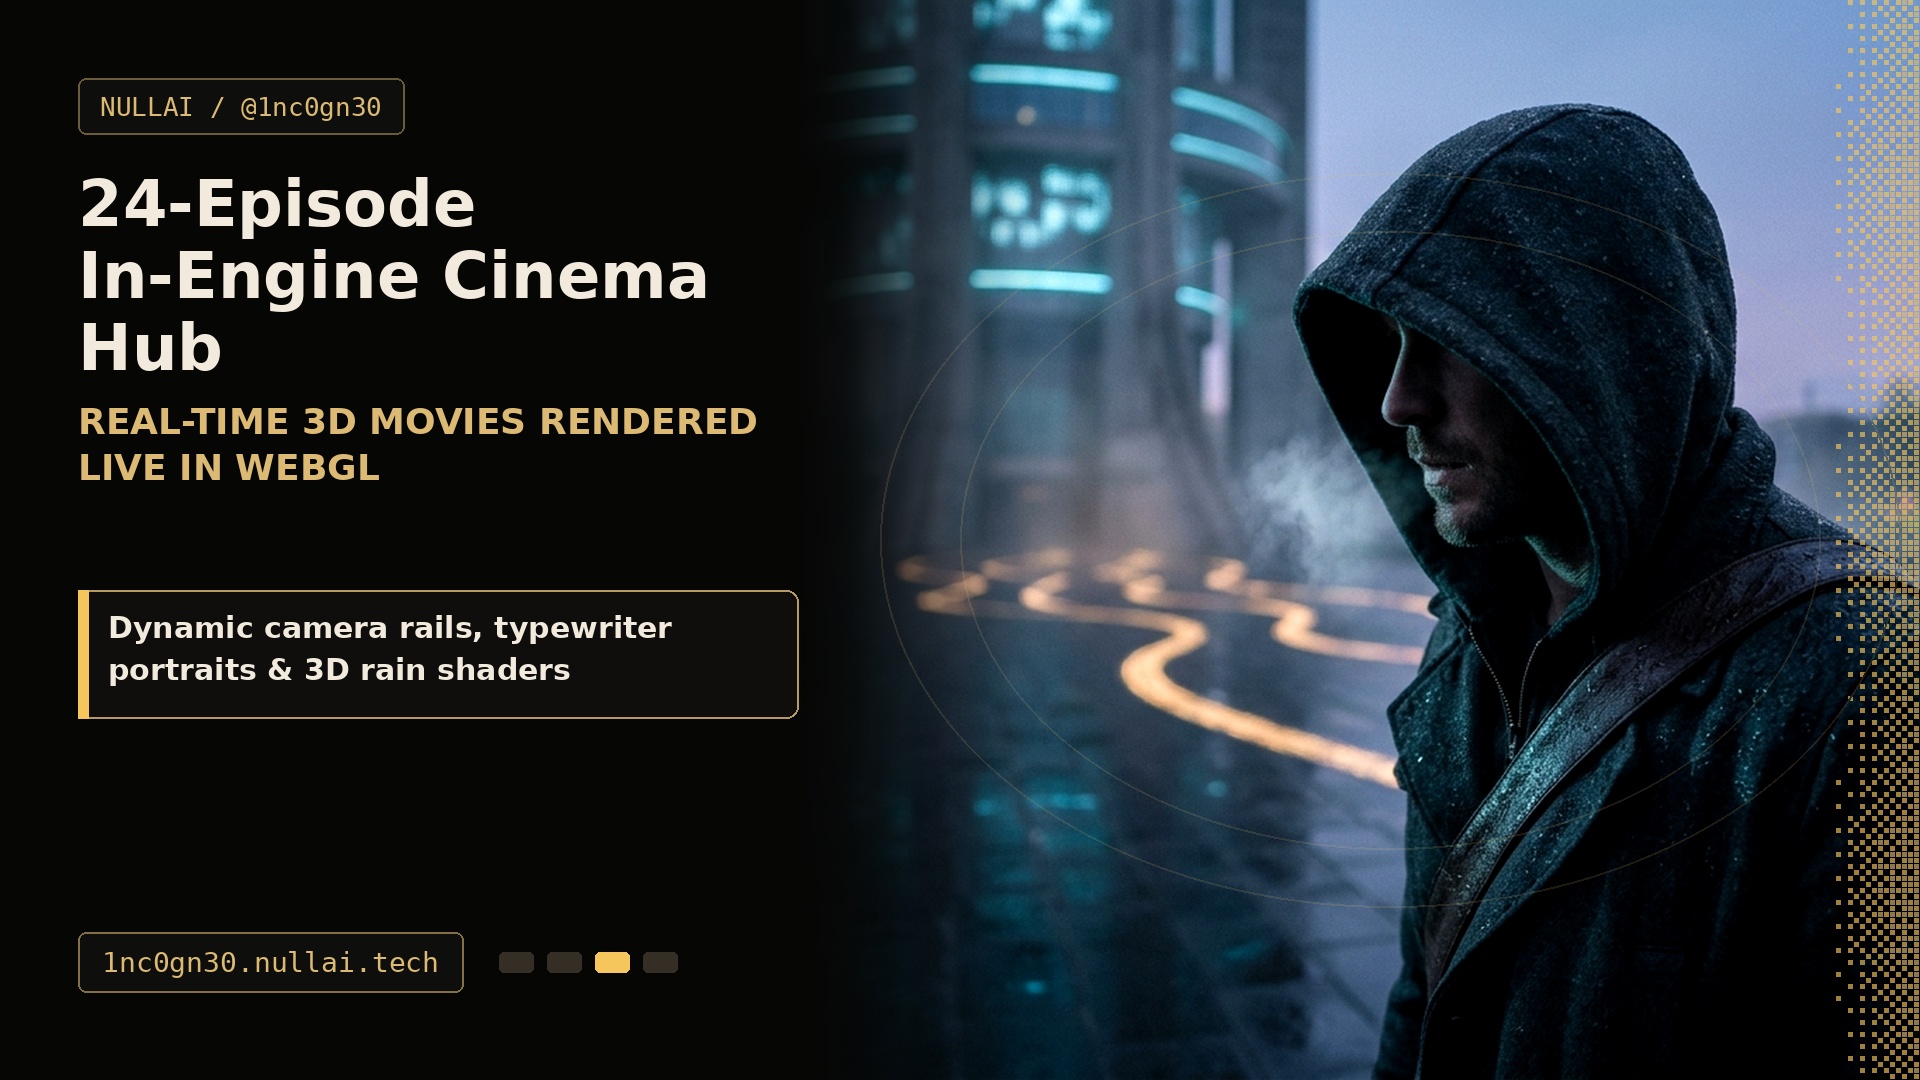 NULLAI / @1nc0gn30
24-Episode
In-Engine Cinema
Hub
REAL-TIME 3D MOVIES RENDERED
LIVE IN WEBGL
Dynamic camera rails, typewriter
portraits & 3D rain shaders
1nc0gn30.nullai.tech